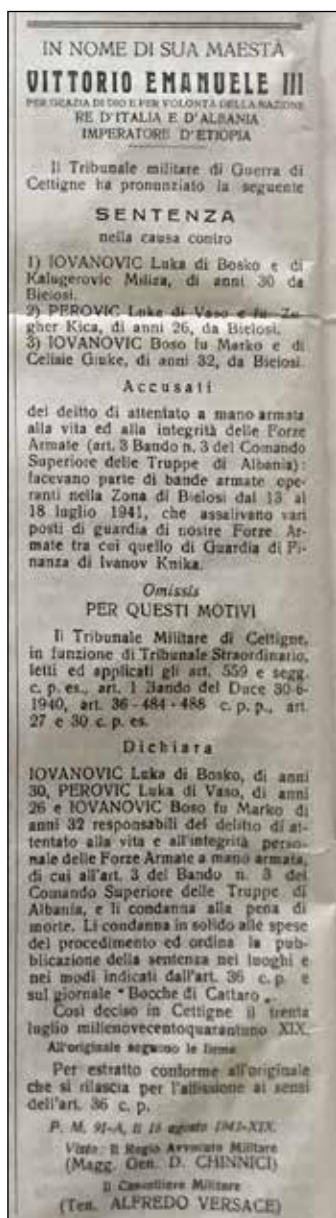 IN NOME DI SUA MAESTÀ
VITTORIO EMANUELE III
PER GRAZIA DI DIO E PER VOLONTÀ DELLA NAZIONE
RE D'ITALIA E D'ALBANIA
IMPERATORE D'ETIOPIA
Il Tribunale militare di Guerra di
Cettigne ha pronunziato la seguente
SENTENZA
nella causa contro
1) IOVANOVIC Luka di Bosko e di
Kalugerovic Miliza, di anni 30 da
Bielosi.
2) PEROVIC Luka di Vaso e fu Zu-
gher Kica, di anni 26, da Bielosi.
3) IOVANOVIC Boso fu Marko e di
Celisie Giuke, di anni 32, da Bielosi.
Accusati
del delitto di attentato a mano armata
alla vita ed alla integrità delle Forze
Armate (art. 3 Bando n. 3 del Comando
Superiore delle Truppe di Albania):
facevano parte di bande armate ope-
ranti nella Zona di Bielosi dal 13 al
18 luglio 1941, che assalivano vari
posti di guardia di nostre Forze Ar-
mate tra cui quello di Guardia di Fi-
nanza di Ivanov Knika.
Omissis
PER QUESTI MOTIVI
Il Tribunale Militare di Cettigne,
in funzione di Tribunale Straordinario,
letti ed applicati gli art. 559 e segg.
c. p. es., art. 1 Bando del Duce 30-6-
1940, art. 36 - 484 - 488 c. p. p., art.
27 e 30 c. p. es.
Dichiara
IOVANOVIC Luka di Bosko, di anni
30, PEROVIC Luka di Vaso, di anni
26 e IOVANOVIC Boso fu Marko di
anni 32 responsabili del delitto di at-
tentato alla vita e all'integrità perso-
nale delle Forze Armate a mano armata,
di cui all'art. 3 del Bando n. 3 del
Comando Superiore delle Truppe di
Albania, e li condanna alla pena di
morte. Li condanna in solido alle spese
del procedimento ed ordina la pub-
blicazione della sentenza nei luoghi e
nei modi indicati dall'art. 36 c. p. e
sul giornale "Bocche di Cattaro„.
Così deciso in Cettigne il trenta
luglio millenovecentoquarantuno XIX.
All'originale seguono le firme
Per estratto conforme all'originale
che si rilascia per l'affissione ai sensi
dell'art. 36 c. p.
P. M. 91-A, il 18 agosto 1941-XIX.
Visto: Il Regio Avvocato Militare
(Magg. Gen. D. CHINNICI)
Il Cancelliere Militare
(Ten. ALFREDO VERSACE)